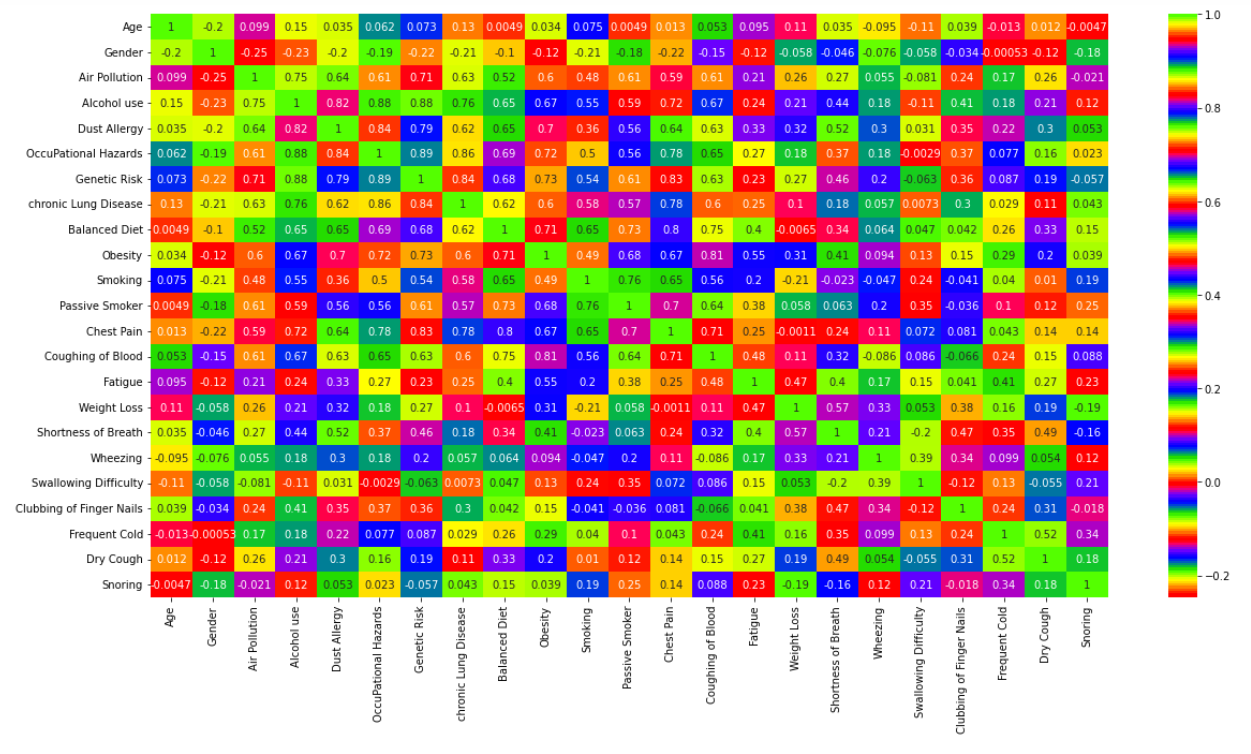 Age 1 -0.2 0.099 0.15 0.035 0.062 0.073 0.13 0.0049 0.034 0.075 0.0049 0.013 0.053 0.095 0.11 0.035 -0.095 -0.11 0.039 -0.013 0.012 -0.0047
Gender -0.2 1 -0.25 -0.23 -0.2 -0.19 -0.22 -0.21 -0.1 -0.12 -0.21 -0.18 -0.22 -0.15 -0.12 -0.058 -0.046 -0.076 -0.058 -0.034 -0.00053 -0.12 -0.18
Air Pollution 0.099 -0.25 1 0.75 0.64 0.61 0.71 0.63 0.52 0.6 0.48 0.61 0.59 0.61 0.21 0.26 0.27 0.055 -0.081 0.24 0.17 0.26 -0.021
Alcohol use 0.15 -0.23 0.75 1 0.82 0.88 0.88 0.76 0.65 0.67 0.55 0.59 0.72 0.67 0.24 0.21 0.44 0.18 -0.11 0.41 0.18 0.21 0.12
Dust Allergy 0.035 -0.2 0.64 0.82 1 0.84 0.79 0.62 0.65 0.7 0.36 0.56 0.64 0.63 0.33 0.32 0.52 0.3 0.031 0.35 0.22 0.3 0.053
OccuPational Hazards 0.062 -0.19 0.61 0.88 0.84 1 0.89 0.86 0.69 0.72 0.5 0.56 0.78 0.65 0.27 0.18 0.37 0.18 -0.0029 0.37 0.077 0.16 0.023
Genetic Risk 0.073 -0.22 0.71 0.88 0.79 0.89 1 0.84 0.68 0.73 0.54 0.61 0.83 0.63 0.23 0.27 0.46 0.2 -0.063 0.36 0.087 0.19 -0.057
chronic Lung Disease 0.13 -0.21 0.63 0.76 0.62 0.86 0.84 1 0.62 0.6 0.58 0.57 0.78 0.6 0.25 0.1 0.18 0.057 0.0073 0.3 0.029 0.11 0.043
Balanced Diet 0.0049 -0.1 0.52 0.65 0.65 0.69 0.68 0.62 1 0.71 0.65 0.73 0.8 0.75 0.4 -0.0065 0.34 0.064 0.047 0.042 0.26 0.33 0.15
Obesity 0.034 -0.12 0.6 0.67 0.7 0.72 0.73 0.6 0.71 1 0.49 0.68 0.67 0.81 0.55 0.31 0.41 0.094 0.13 0.15 0.29 0.2 0.039
Smoking 0.075 -0.21 0.48 0.55 0.36 0.5 0.54 0.58 0.65 0.49 1 0.76 0.65 0.56 0.2 -0.21 -0.023 -0.047 0.24 -0.041 0.04 0.01 0.19
Passive Smoker 0.0049 -0.18 0.61 0.59 0.56 0.56 0.61 0.57 0.73 0.68 0.76 1 0.7 0.64 0.38 0.058 0.063 0.2 0.35 -0.036 0.1 0.12 0.25
Chest Pain 0.013 -0.22 0.59 0.72 0.64 0.78 0.83 0.78 0.8 0.67 0.65 0.7 1 0.71 0.25 -0.0011 0.24 0.11 0.072 0.081 0.043 0.14 0.14
Coughing of Blood 0.053 -0.15 0.61 0.67 0.63 0.65 0.63 0.6 0.75 0.81 0.56 0.64 0.71 1 0.48 0.11 0.32 -0.086 0.086 -0.066 0.24 0.15 0.088
Fatigue 0.095 -0.12 0.21 0.24 0.33 0.27 0.23 0.25 0.4 0.55 0.2 0.38 0.25 0.48 1 0.47 0.4 0.17 0.15 0.041 0.41 0.27 0.23
Weight Loss 0.11 -0.058 0.26 0.21 0.32 0.18 0.27 0.1 -0.0065 0.31 -0.21 0.058 -0.0011 0.11 0.47 1 0.57 0.33 0.053 0.38 0.16 0.19 -0.19
Shortness of Breath 0.035 -0.046 0.27 0.44 0.52 0.37 0.46 0.18 0.34 0.41 -0.023 0.063 0.24 0.32 0.4 0.57 1 0.21 -0.2 0.47 0.35 0.49 -0.16
Wheezing -0.095 -0.076 0.055 0.18 0.3 0.18 0.2 0.057 0.064 0.094 -0.047 0.2 0.11 -0.086 0.17 0.33 0.21 1 0.39 0.34 0.099 0.054 0.12
Swallowing Difficulty -0.11 -0.058 -0.081 -0.11 0.031 -0.0029 -0.063 0.0073 0.047 0.13 0.24 0.35 0.072 0.086 0.15 0.053 -0.2 0.39 1 -0.12 0.13 -0.055 0.21
Clubbing of Finger Nails 0.039 -0.034 0.24 0.41 0.35 0.37 0.36 0.3 0.042 0.15 -0.041 -0.036 0.081 -0.066 0.041 0.38 0.47 0.34 -0.12 1 0.24 0.31 -0.018
Frequent Cold -0.013 -0.00053 0.17 0.18 0.22 0.077 0.087 0.029 0.26 0.29 0.04 0.1 0.043 0.24 0.41 0.16 0.35 0.099 0.13 0.24 1 0.52 0.34
Dry Cough 0.012 -0.12 0.26 0.21 0.3 0.16 0.19 0.11 0.33 0.2 0.01 0.12 0.14 0.15 0.27 0.19 0.49 0.054 -0.055 0.31 0.52 1 0.18
Snoring -0.0047 -0.18 -0.021 0.12 0.053 0.023 -0.057 0.043 0.15 0.039 0.19 0.25 0.14 0.088 0.23 -0.19 -0.16 0.12 0.21 -0.018 0.34 0.18 1
Age
Gender
Air Pollution
Alcohol use
Dust Allergy
OccuPational Hazards
Genetic Risk
chronic Lung Disease
Balanced Diet
Obesity
Smoking
Passive Smoker
Chest Pain
Coughing of Blood
Fatigue
Weight Loss
Shortness of Breath
Wheezing
Swallowing Difficulty
Clubbing of Finger Nails
Frequent Cold
Dry Cough
Snoring
1.0
0.8
0.6
0.4
0.2
0.0
−0.2